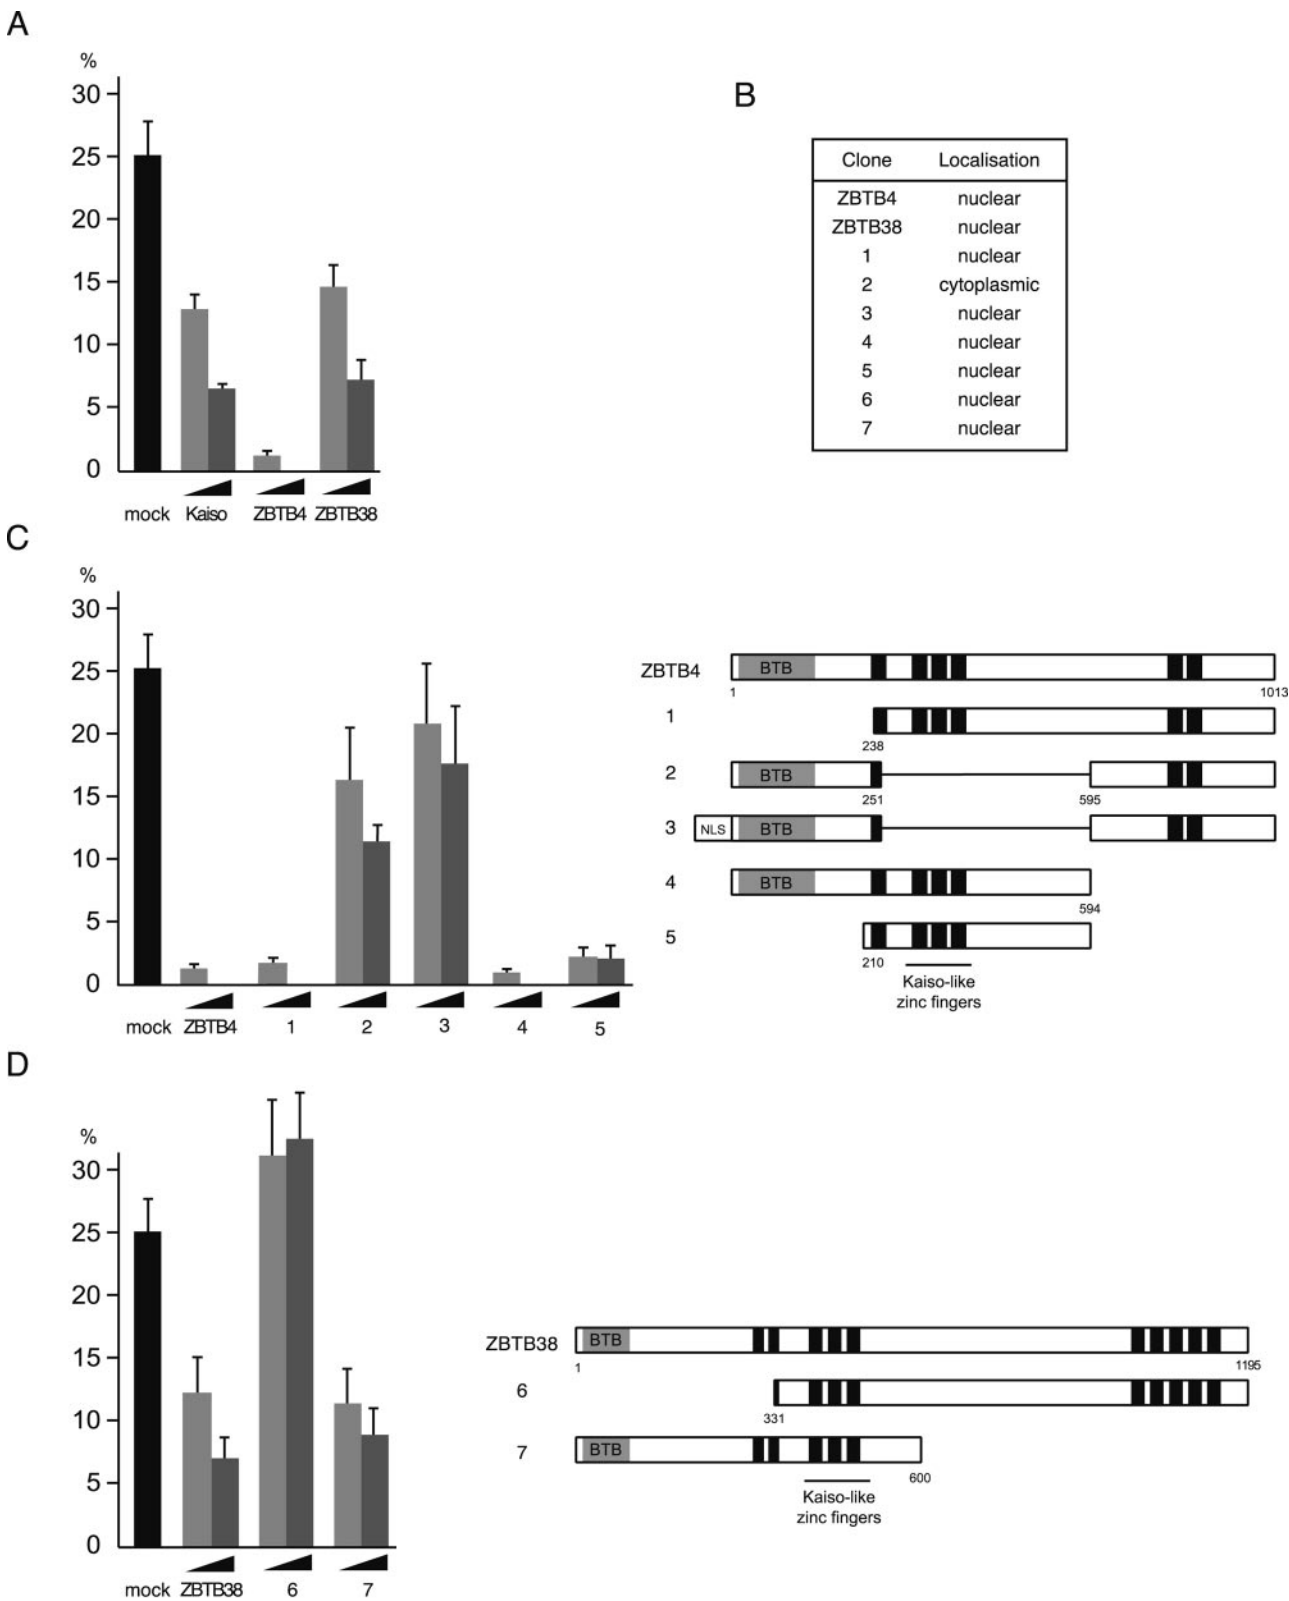 A
%
30
25
20
15
10
5
0
mock Kaiso ZBTB4 ZBTB38
B
Clone Localisation
ZBTB4 nuclear
ZBTB38 nuclear
1 nuclear
2 cytoplasmic
3 nuclear
4 nuclear
5 nuclear
6 nuclear
7 nuclear
C
%
30
25
20
15
10
5
0
mock ZBTB4 1 2 3 4 5
ZBTB4 BTB
1 1013
1
238
2 BTB
251 595
3 NLS BTB
4 BTB
594
5
210
Kaiso-like
zinc fingers
D
%
30
25
20
15
10
5
0
mock ZBTB38 6 7
ZBTB38 BTB
1 1195
6
331
7 BTB
600
Kaiso-like
zinc fingers